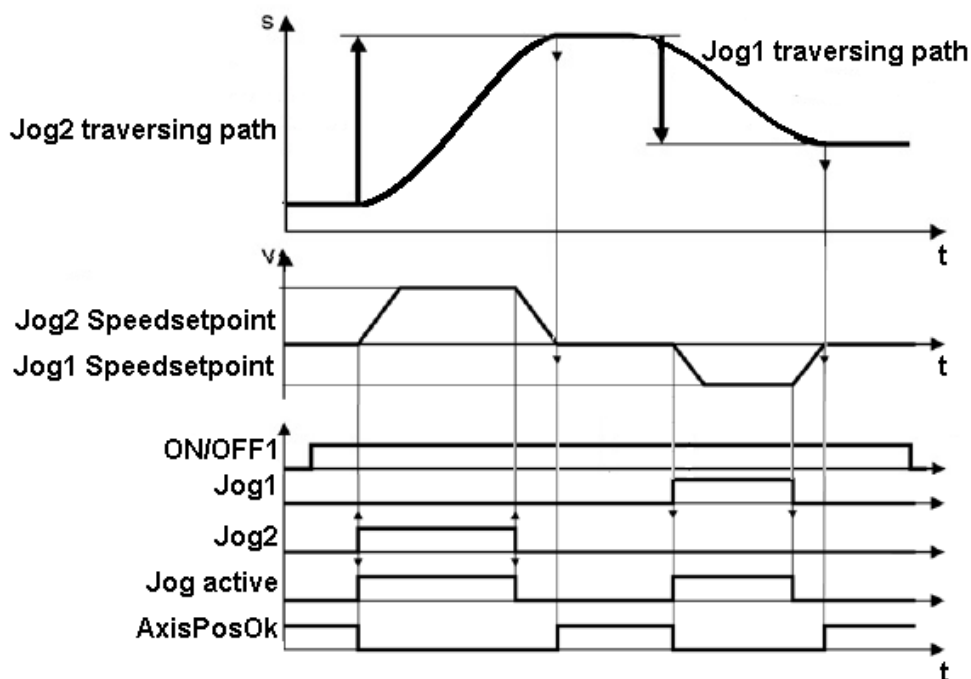 s
Jog1 traversing path
Jog2 traversing path
t
v
Jog2 Speedsetpoint
Jog1 Speedsetpoint
t
ON/OFF1
Jog1
Jog2
Jog active
AxisPosOk
t